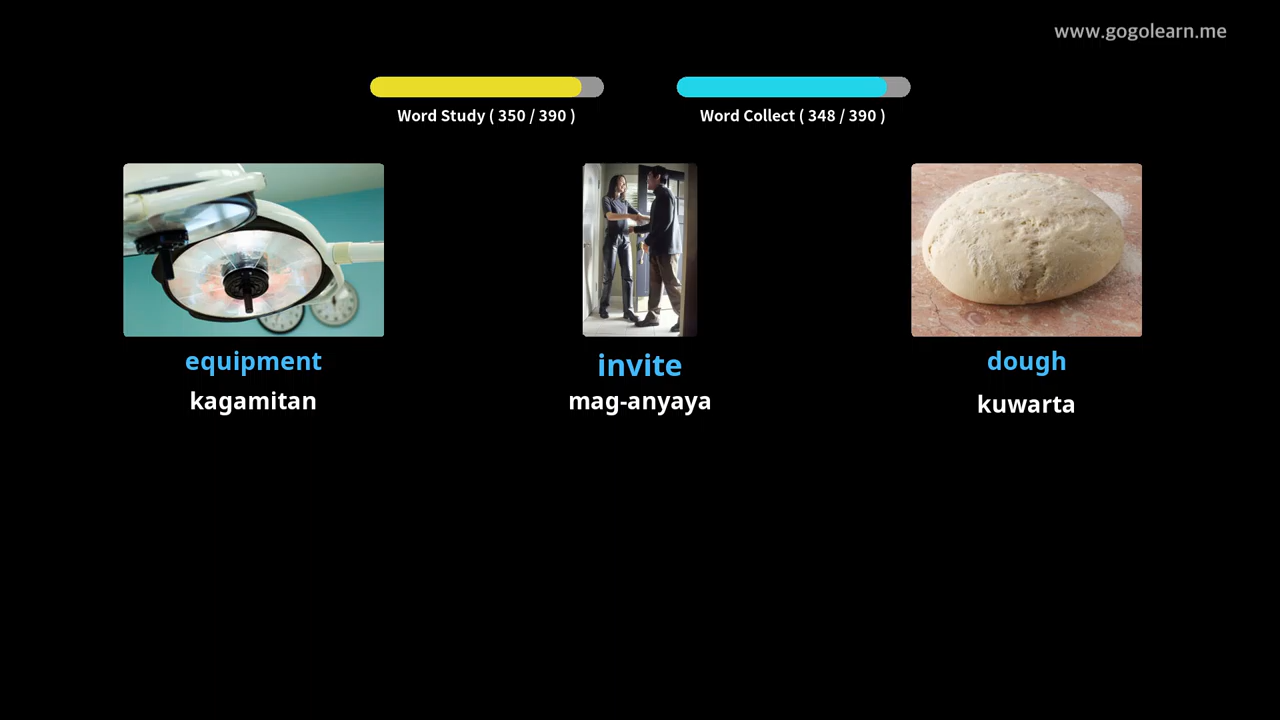 www.gogolearn.me
Word Study ( 350 / 390 )
Word Collect ( 348 / 390 )
equipment
invite
dough
kagamitan
mag-anyaya
kuwarta